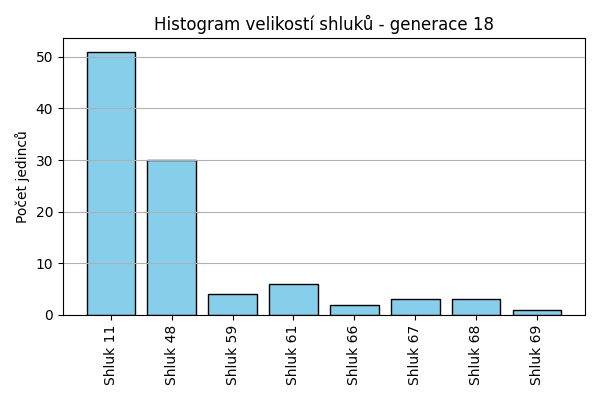 Histogram velikostí shluků - generace 18
Počet jedinců
50
40
30
20
10
0
Shluk 11
Shluk 48
Shluk 59
Shluk 61
Shluk 66
Shluk 67
Shluk 68
Shluk 69